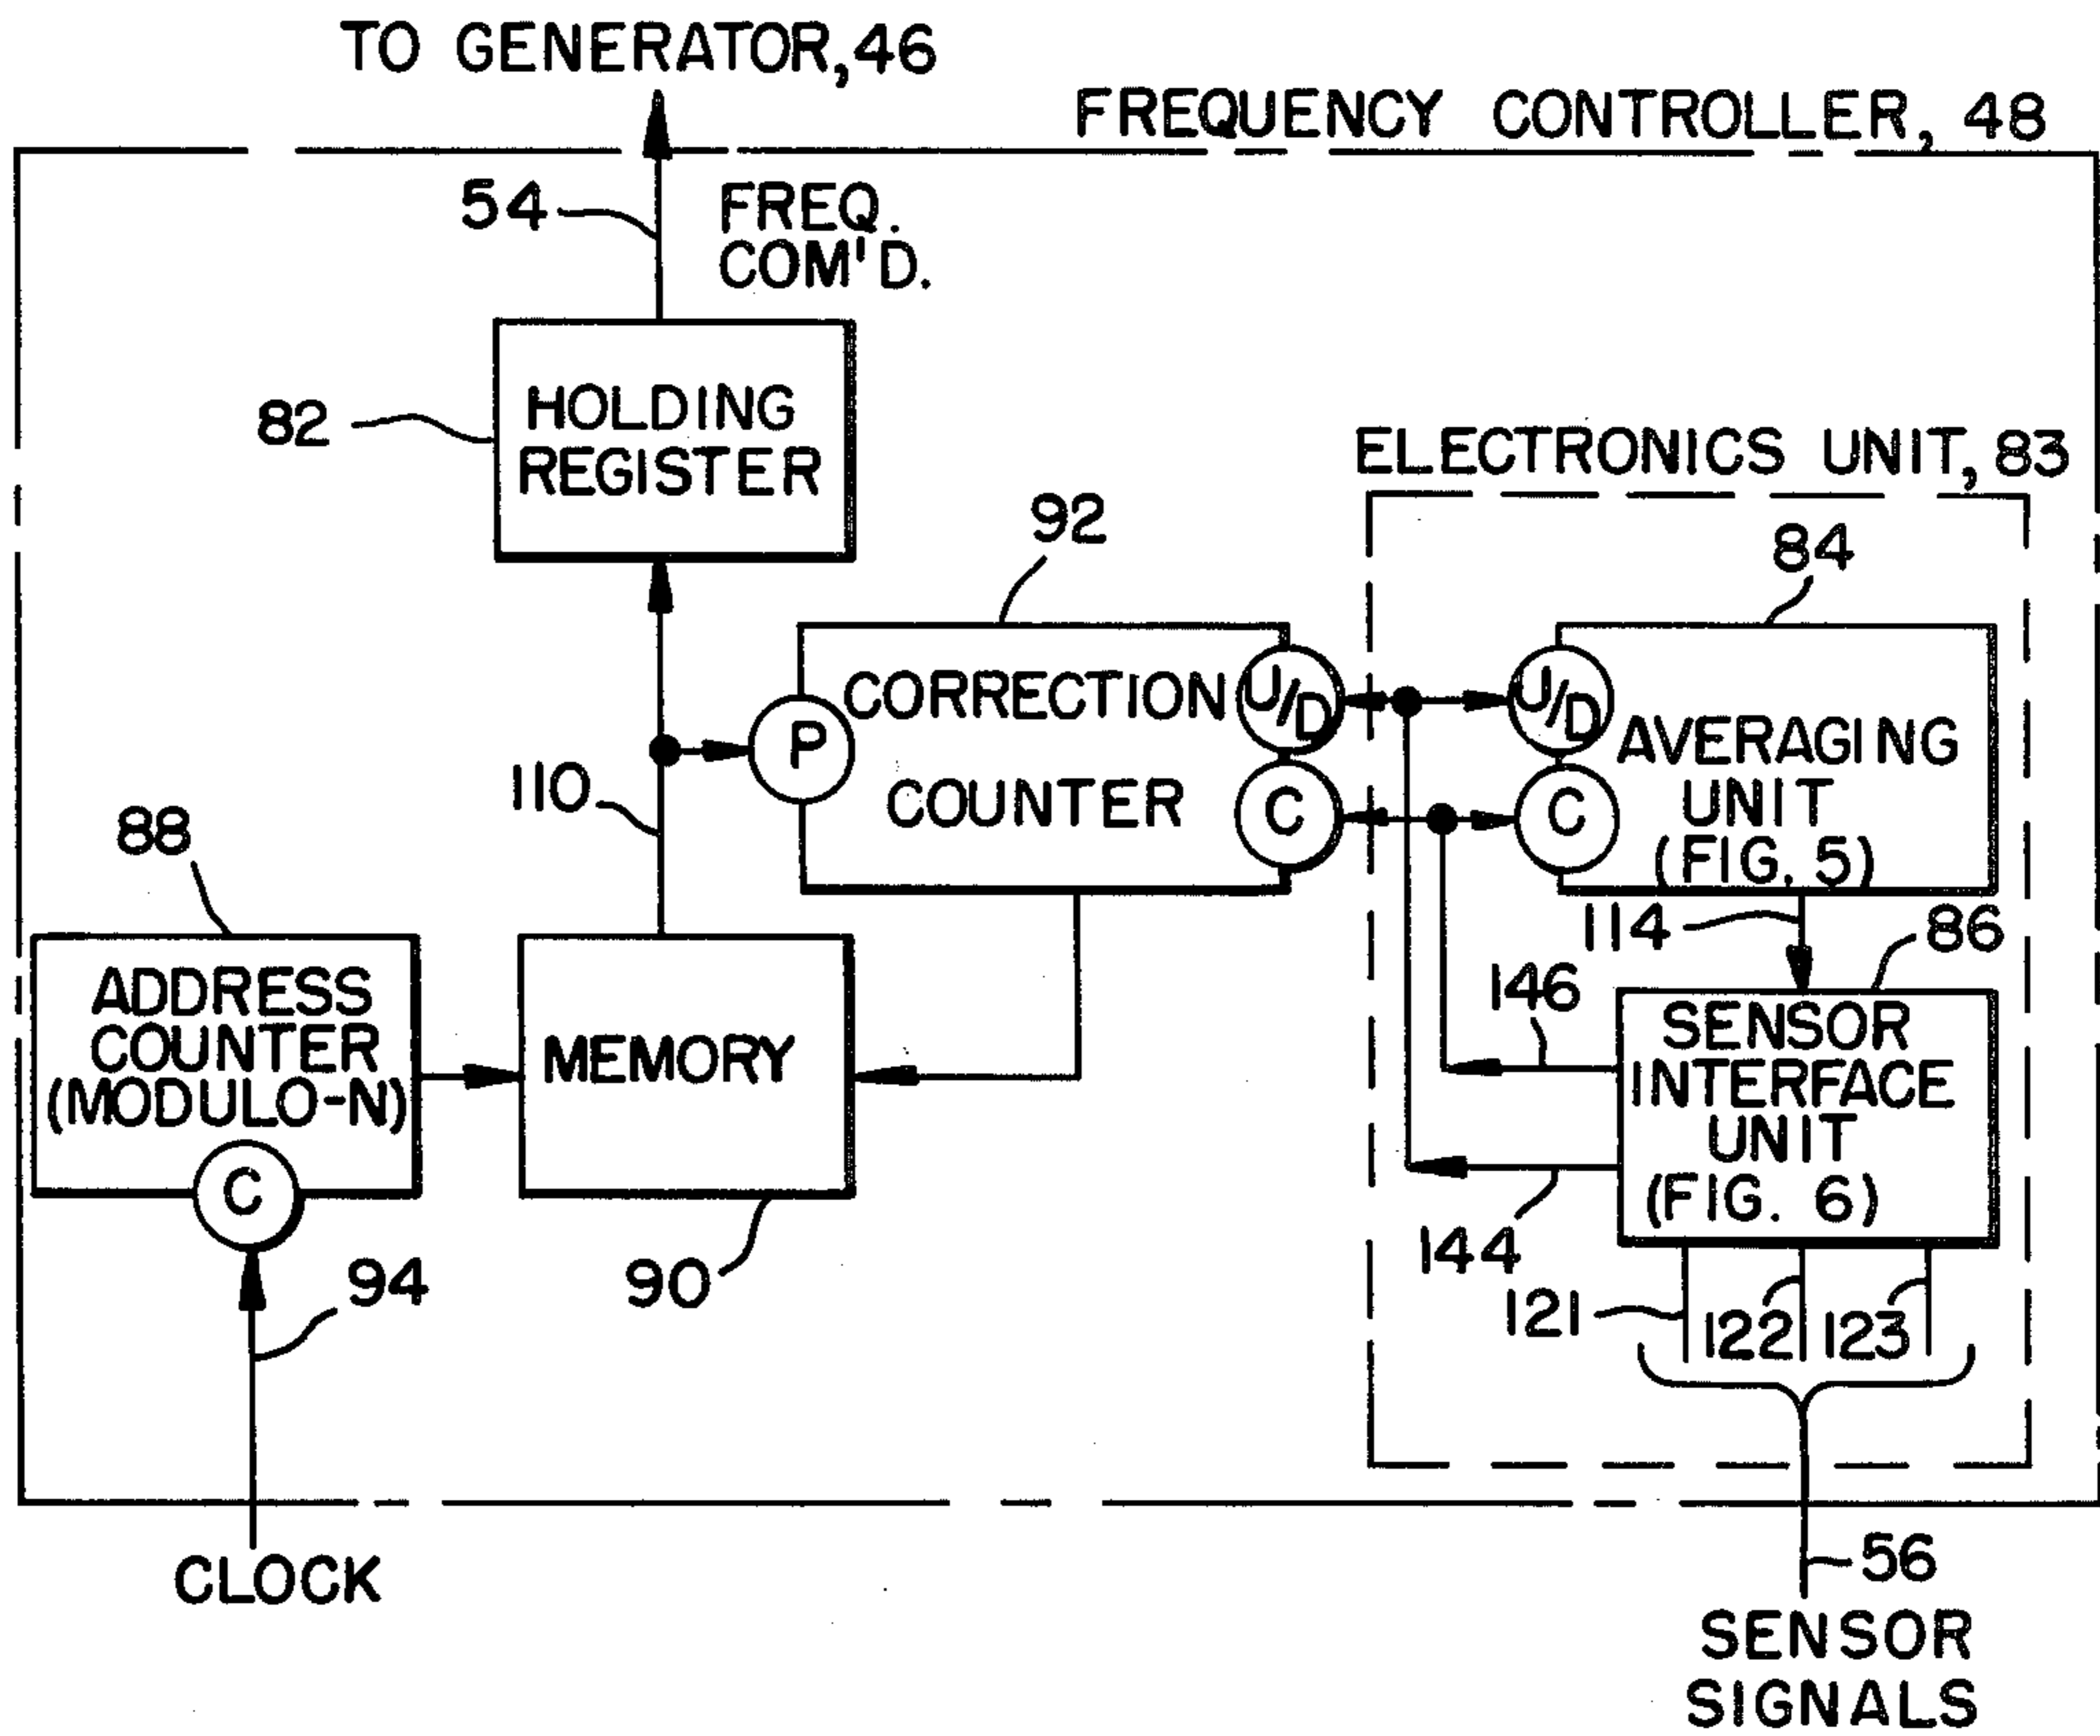 TO GENERATOR, 46
FREQUENCY CONTROLLER, 48
54
FREQ.
COM'D.
82
HOLDING
REGISTER
ELECTRONICS UNIT, 83
92
84
CORRECTION
COUNTER
P
U/D
C
U/D
C
AVERAGING
UNIT
(FIG. 5)
110
88
114
86
ADDRESS
COUNTER
(MODULO-N)
C
MEMORY
146
SENSOR
INTERFACE
UNIT
(FIG. 6)
144
94
90
121
122
123
CLOCK
56
SENSOR
SIGNALS